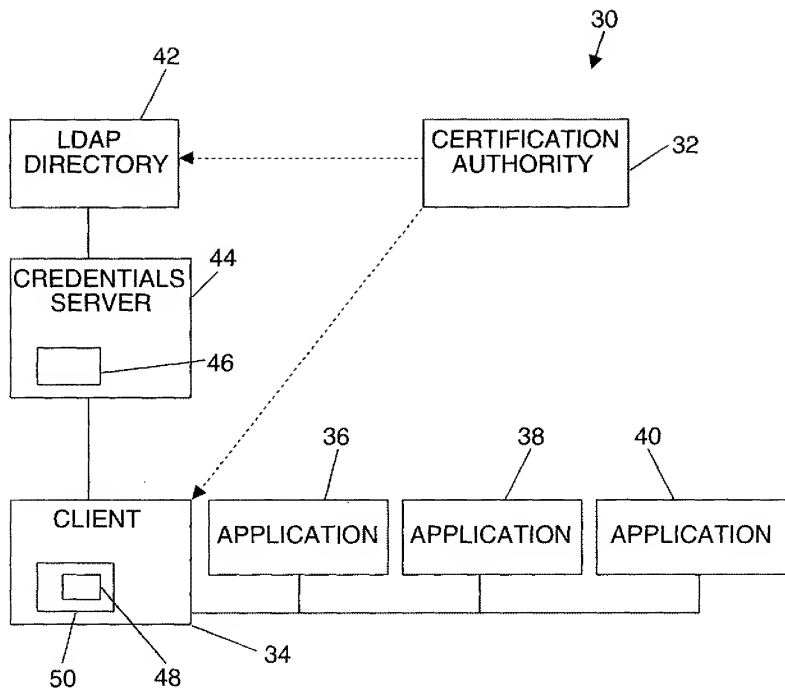 30
42
LDAP
DIRECTORY
CERTIFICATION
AUTHORITY
32
44
CREDENTIALS
SERVER
46
36
38
40
CLIENT
APPLICATION
APPLICATION
APPLICATION
50
48
34